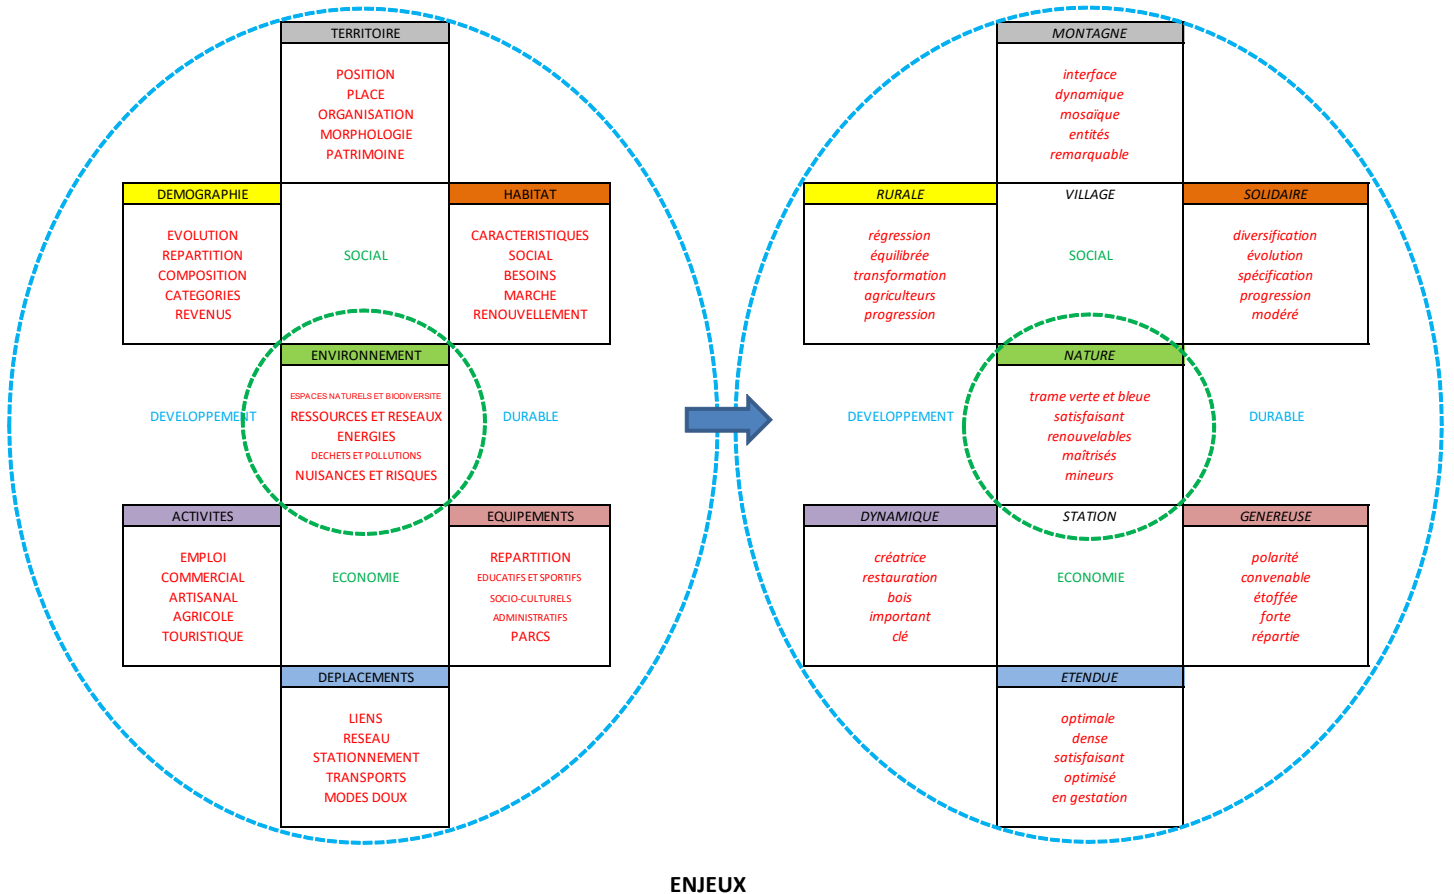 TERRITOIRE
POSITION
PLACE
ORGANISATION
MORPHOLOGIE
PATRIMOINE
DEMOGRAPHIE
EVOLUTION
REPARTITION
COMPOSITION
CATEGORIES
REVENUS
SOCIAL
HABITAT
CARACTERISTIQUES
SOCIAL
BESOINS
MARCHE
RENOUVELLEMENT
DEVELOPPEMENT
ENVIRONNEMENT
ESPACES NATURELS ET BIODIVERSITE
RESSOURCES ET RESEAUX
ENERGIES
DECHETS ET POLLUTIONS
NUISANCES ET RISQUES
DURABLE
ACTIVITES
EMPLOI
COMMERCIAL
ARTISANAL
AGRICOLE
TOURISTIQUE
ECONOMIE
EQUIPEMENTS
REPARTITION
EDUCATIFS ET SPORTIFS
SOCIO-CULTURELS
ADMINISTRATIFS
PARCS
DEPLACEMENTS
LIENS
RESEAU
STATIONNEMENT
TRANSPORTS
MODES DOUX
MONTAGNE
interface
dynamique
mosaïque
entités
remarquable
RURALE
régression
équilibrée
transformation
agriculteurs
progression
VILLAGE
SOCIAL
SOLIDAIRE
diversification
évolution
spécification
progression
modéré
DEVELOPPEMENT
NATURE
trame verte et bleue
satisfaisant
renouvelables
maîtrisés
mineurs
DURABLE
DYNAMIQUE
créatrice
restauration
bois
important
clé
STATION
ECONOMIE
GENEREUSE
polarité
convenable
étoffée
forte
répartie
ETENDUE
optimale
dense
satisfaisant
optimisé
en gestation
ENJEUX